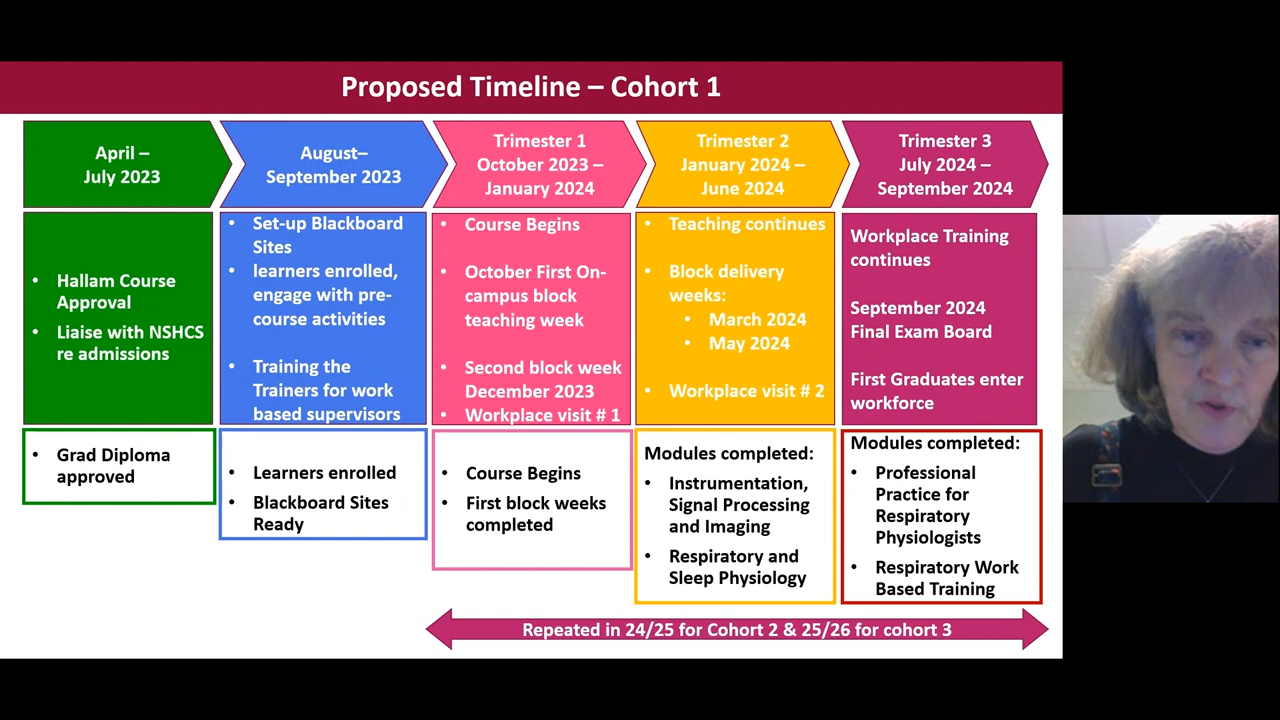 Proposed Timeline – Cohort 1
April –
July 2023
August–
September 2023
Trimester 1
October 2023 –
January 2024
Trimester 2
January 2024 –
June 2024
Trimester 3
July 2024 –
September 2024
• Hallam Course
Approval
• Liaise with NSHCS
re admissions
• Set-up Blackboard
Sites
• learners enrolled,
engage with pre-
course activities
• Training the
Trainers for work
based supervisors
• Course Begins
• October First On-
campus block
teaching week
• Second block week
December 2023
• Workplace visit # 1
• Teaching continues
• Block delivery
weeks:
• March 2024
• May 2024
• Workplace visit # 2
Workplace Training
continues
September 2024
Final Exam Board
First Graduates enter
workforce
• Grad Diploma
approved
• Learners enrolled
• Blackboard Sites
Ready
• Course Begins
• First block weeks
completed
Modules completed:
• Instrumentation,
Signal Processing
and Imaging
• Respiratory and
Sleep Physiology
Modules completed:
• Professional
Practice for
Respiratory
Physiologists
• Respiratory Work
Based Training
Repeated in 24/25 for Cohort 2 & 25/26 for cohort 3